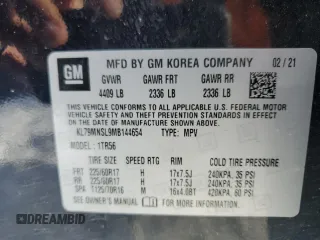 GM
MFD BY GM KOREA COMPANY 02/21
GVWR GAWR FRT GAWR RR
4409 LB 2336 LB 2336 LB
THIS VEHICLE CONFORMS TO ALL APPLICABLE U.S. FEDERAL MOTOR VEHICLE SAFETY, BUMPER, AND THEFT PREVENTION STANDARDS IN EFFECT ON THE DATE OF MANUFACTURE SHOWN ABOVE.
KL79MNSL9MB144654 TYPE: MPV
MODEL: 1TR56
TIRE SIZE SPEED RTG RIM COLD TIRE PRESSURE
FRT 225/60R17 H 17x7.5J 240KPA, 35 PSI
RR 225/60R17 H 17x7.5J 240KPA, 35 PSI
SPA T135/70R16 M 16x4.0BT 420KPA, 60 PSI
SEE OWNER'S MANUAL FOR ADDITIONAL INFORMATION.
DREAMBID